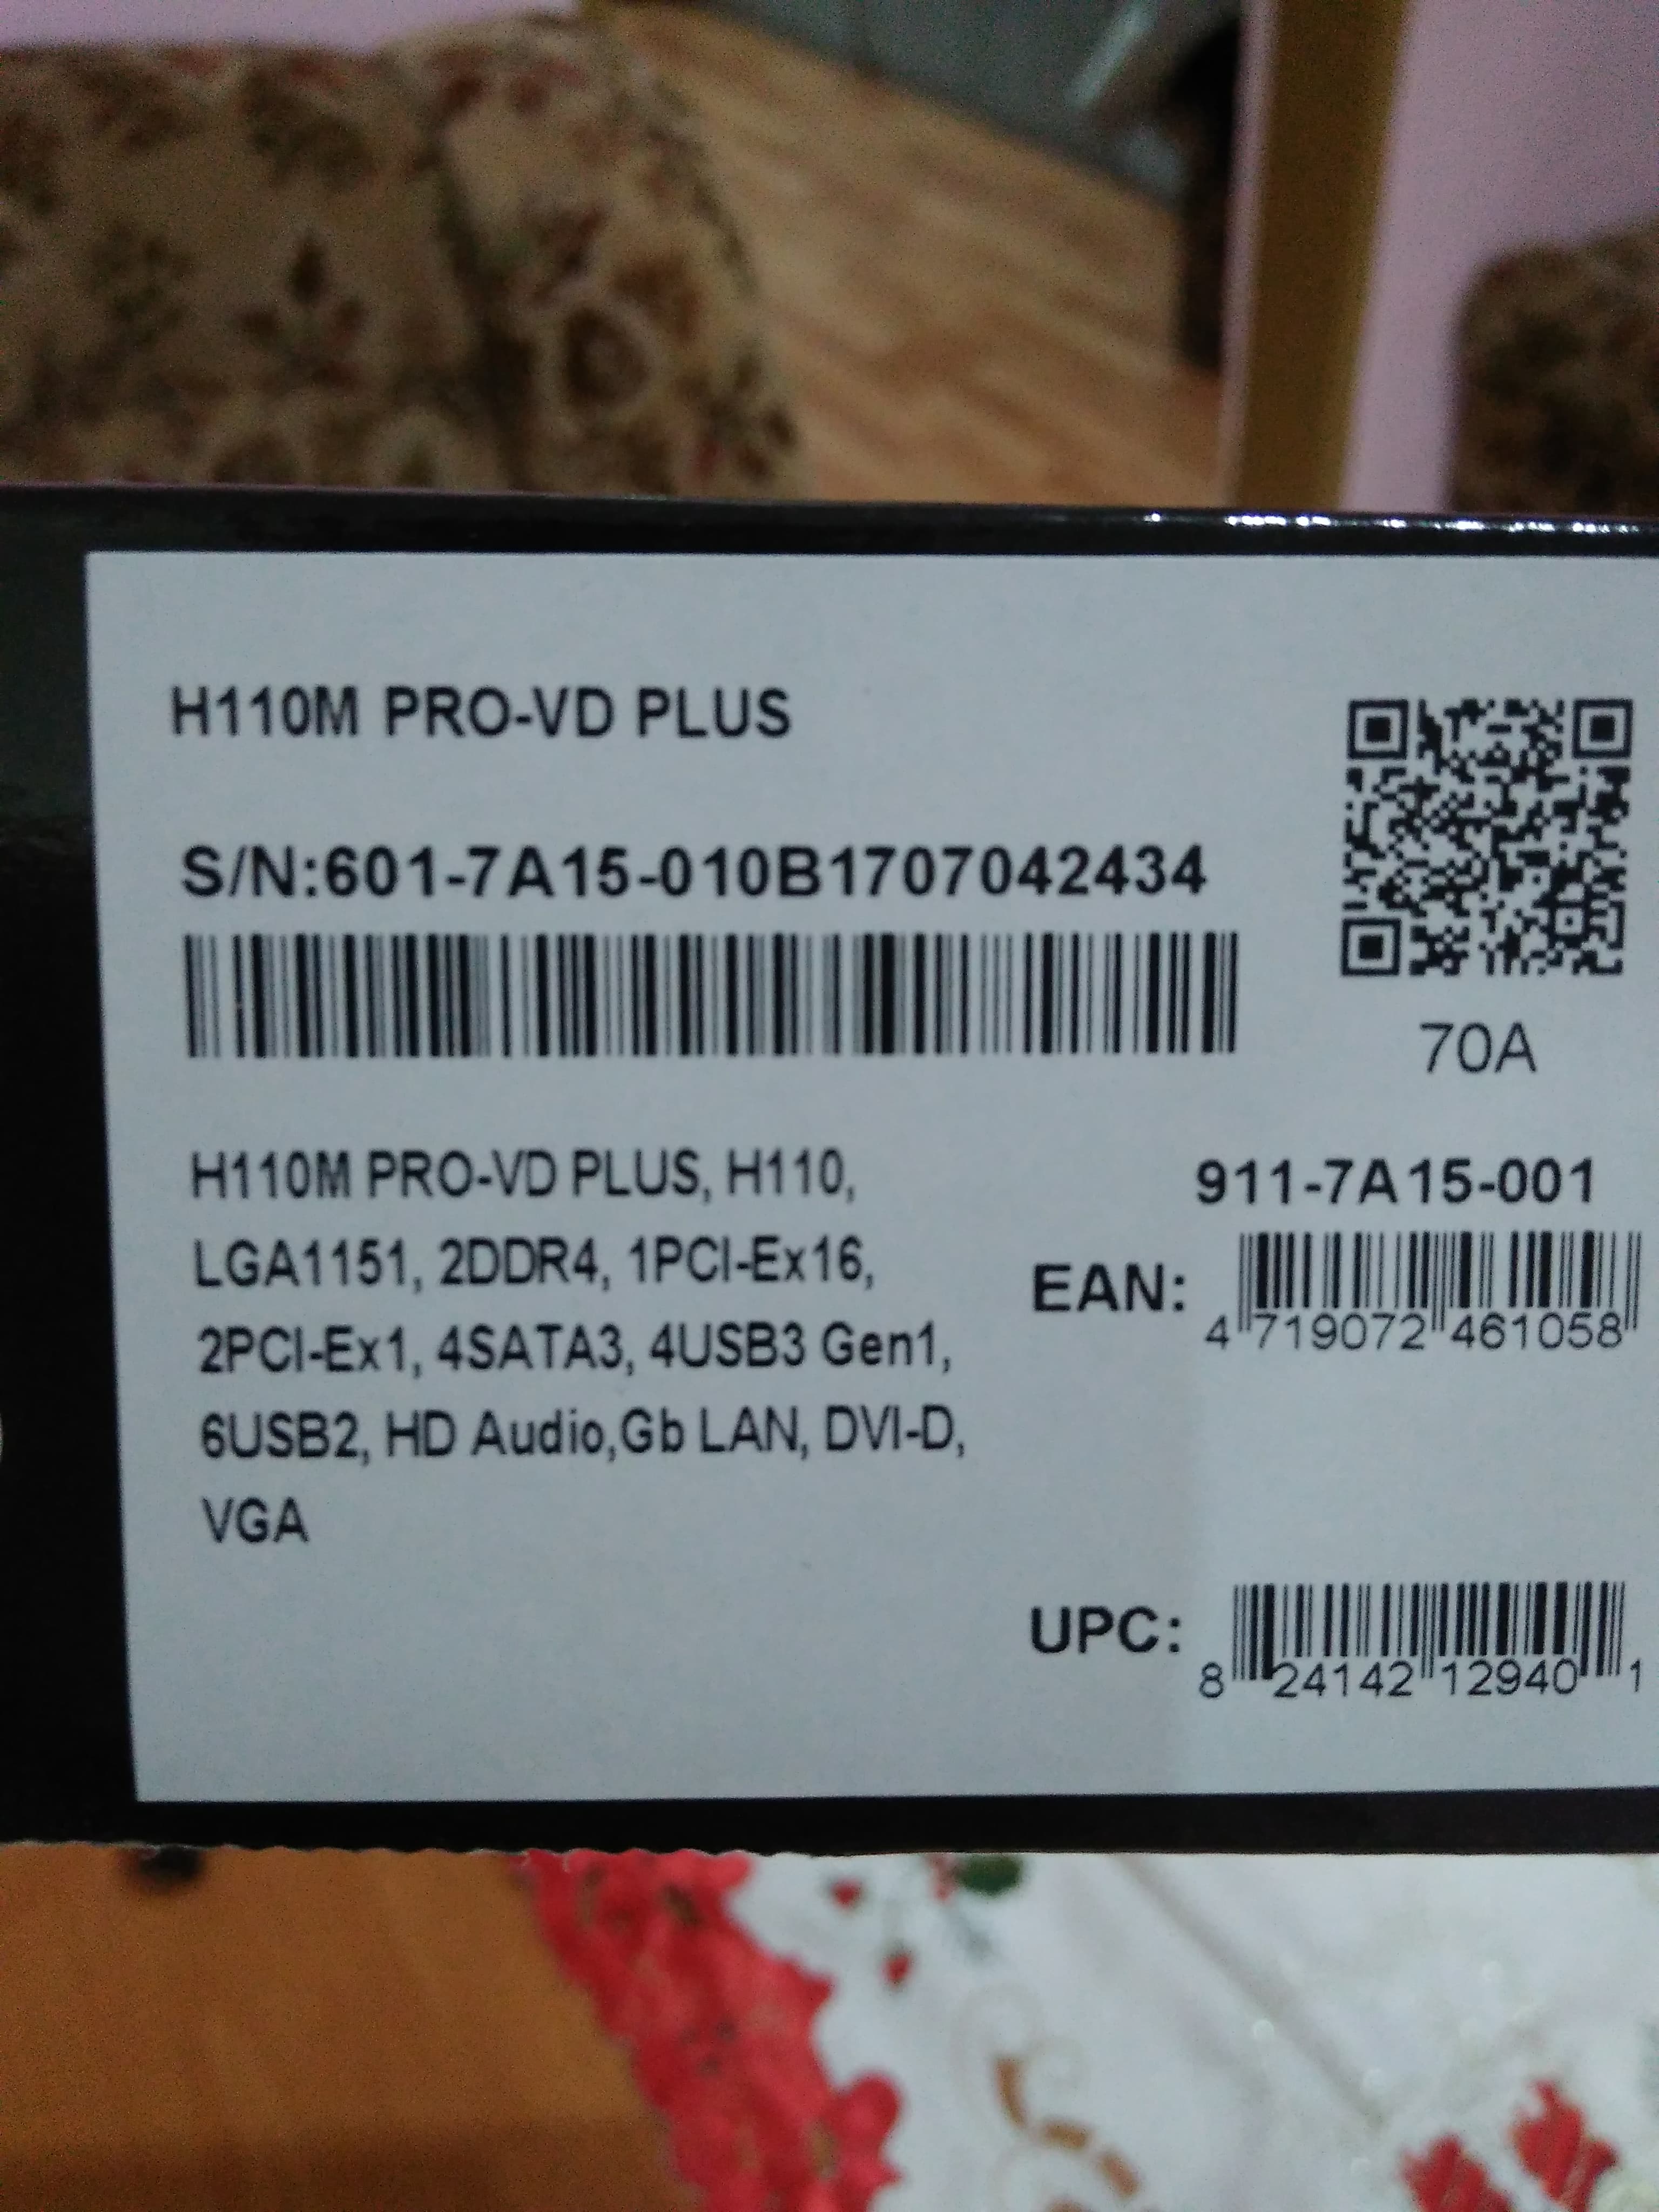 H110M PRO-VD PLUS
S/N:601-7A15-010B1707042434
70A
H110M PRO-VD PLUS, H110,
LGA1151, 2DDR4, 1PCI-Ex16,
2PCI-Ex1, 4SATA3, 4USB3 Gen1,
6USB2, HD Audio,Gb LAN, DVI-D,
VGA
911-7A15-001
EAN:
4 719072 461058
UPC:
8 24142 12940 1